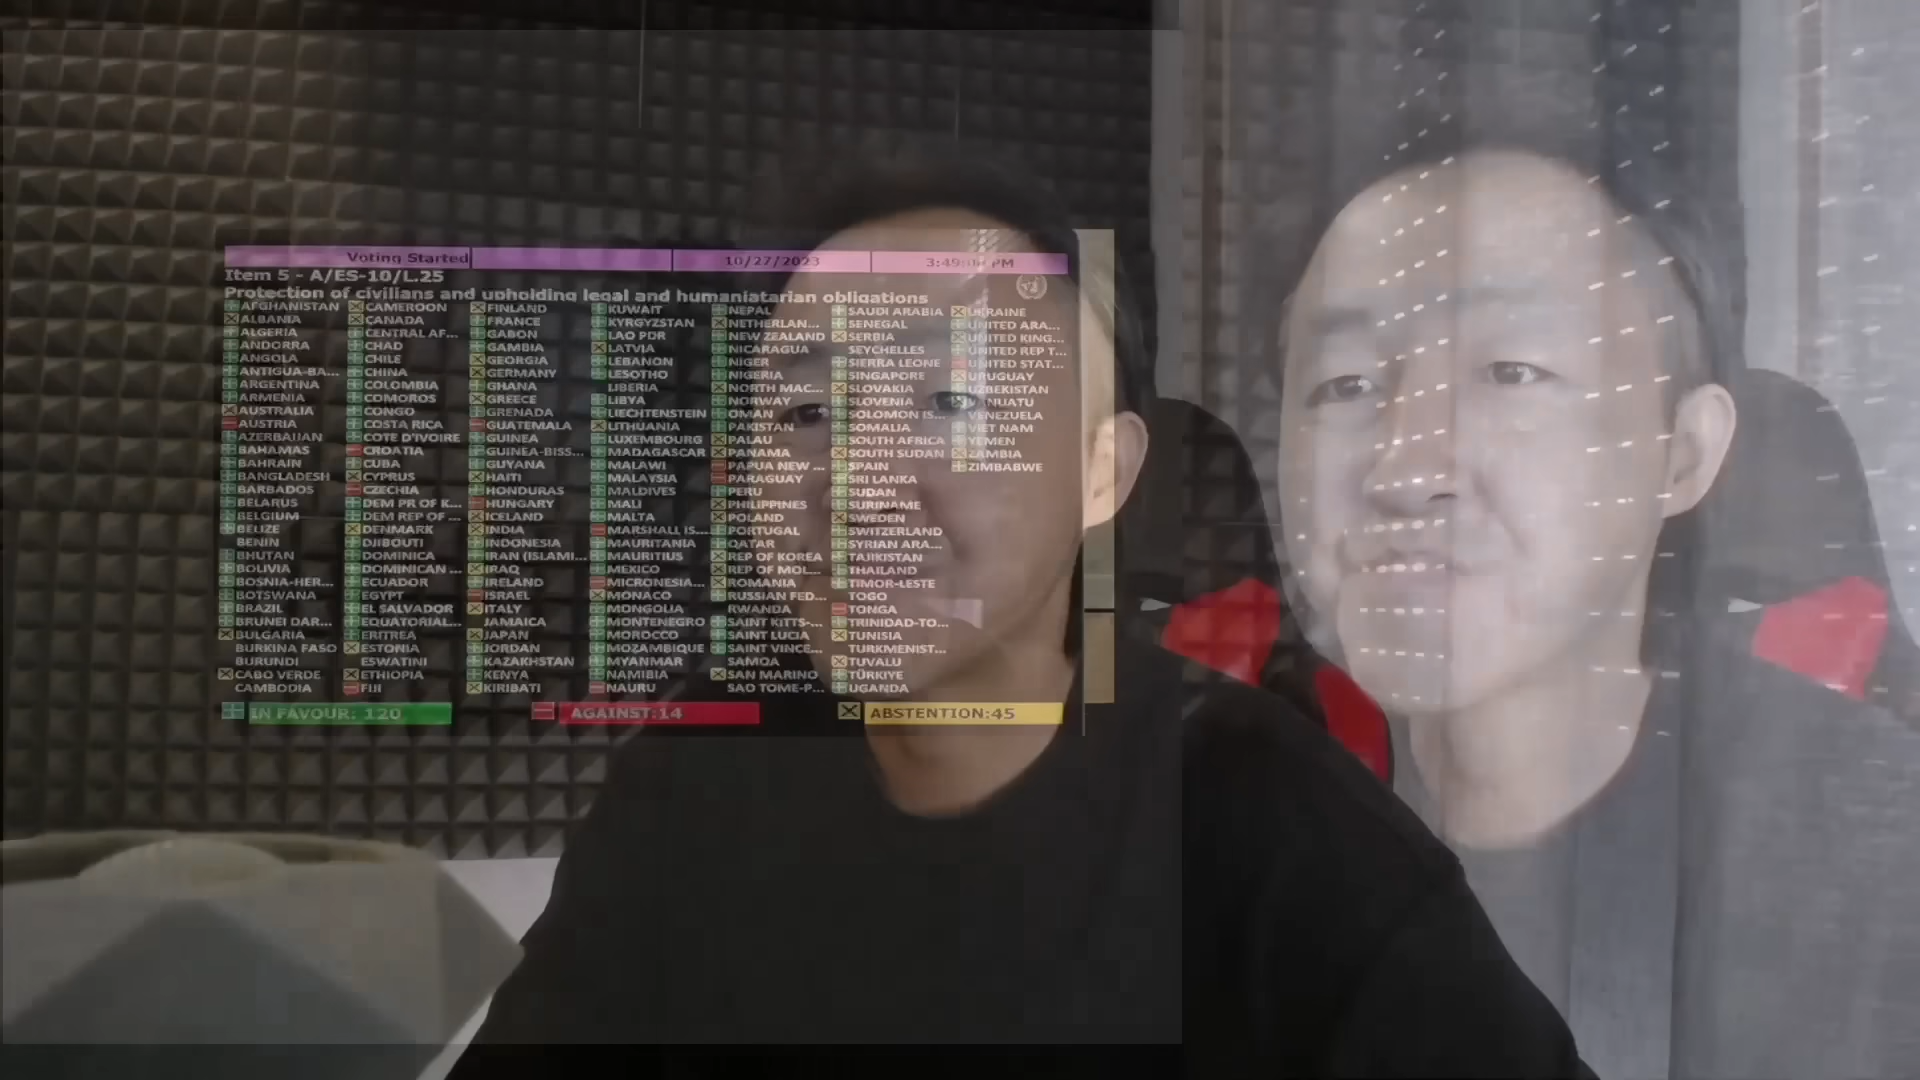 Voting Started 10/27/2023 3:49 PM
Item 5 - A/ES-10/L.25
Protection of civilians and upholding legal and humaniatarian obligations
AFGHANISTAN CAMEROON FINLAND KUWAIT NEPAL SAUDI ARABIA UKRAINE
ALBANIA CANADA FRANCE KYRGYZSTAN NETHERLAN... SENEGAL UNITED ARA...
ALGERIA CENTRAL AF... GABON LAO PDR NEW ZEALAND SERBIA UNITED KING...
ANDORRA CHAD GAMBIA LATVIA NICARAGUA SEYCHELLES UNITED REP T...
ANGOLA CHILE GEORGIA LEBANON NIGER SIERRA LEONE UNITED STAT...
ANTIGUA-BA... CHINA GERMANY LESOTHO NIGERIA SINGAPORE URUGUAY
ARGENTINA COLOMBIA GHANA LIBERIA NORTH MAC... SLOVAKIA UZBEKISTAN
ARMENIA COMOROS GREECE LIBYA NORWAY SLOVENIA VANUATU
AUSTRALIA CONGO GRENADA LIECHTENSTEIN OMAN SOLOMON IS... VENEZUELA
AUSTRIA COSTA RICA GUATEMALA LITHUANIA PAKISTAN SOMALIA VIET NAM
AZERBAIJAN COTE D'IVOIRE GUINEA LUXEMBOURG PALAU SOUTH AFRICA YEMEN
BAHAMAS CROATIA GUINEA-BISS... MADAGASCAR PANAMA SOUTH SUDAN ZAMBIA
BAHRAIN CUBA GUYANA MALAWI PAPUA NEW ... SPAIN ZIMBABWE
BANGLADESH CYPRUS HAITI MALAYSIA PARAGUAY SRI LANKA
BARBADOS CZECHIA HONDURAS MALDIVES PERU SUDAN
BELARUS DEM PR OF K... HUNGARY MALI PHILIPPINES SURINAME
BELGIUM DEM REP OF ... ICELAND MALTA POLAND SWEDEN
BELIZE DENMARK INDIA MARSHALL IS... PORTUGAL SWITZERLAND
BENIN DJIBOUTI INDONESIA MAURITANIA QATAR SYRIAN ARA...
BHUTAN DOMINICA IRAN (ISLAMI... MAURITIUS REP OF KOREA TAJIKISTAN
BOLIVIA DOMINICAN ... IRAQ MEXICO REP OF MOL... THAILAND
BOSNIA-HER... ECUADOR IRELAND MICRONESIA... ROMANIA TIMOR-LESTE
BOTSWANA EGYPT ISRAEL MONACO RUSSIAN FED... TOGO
BRAZIL EL SALVADOR ITALY MONGOLIA RWANDA TONGA
BRUNEI DAR... EQUATORIAL... JAMAICA MONTENEGRO SAINT KITTS-... TRINIDAD-TO...
BULGARIA ERITREA JAPAN MOROCCO SAINT LUCIA TUNISIA
BURKINA FASO ESTONIA JORDAN MOZAMBIQUE SAINT VINCE... TURKMENIST...
BURUNDI ESWATINI KAZAKHSTAN MYANMAR SAMOA TUVALU
CABO VERDE ETHIOPIA KENYA NAMIBIA SAN MARINO TÜRKIYE
CAMBODIA FIJI KIRIBATI NAURU SAO TOME-P... UGANDA
IN FAVOUR: 120 AGAINST:14 ABSTENTION:45